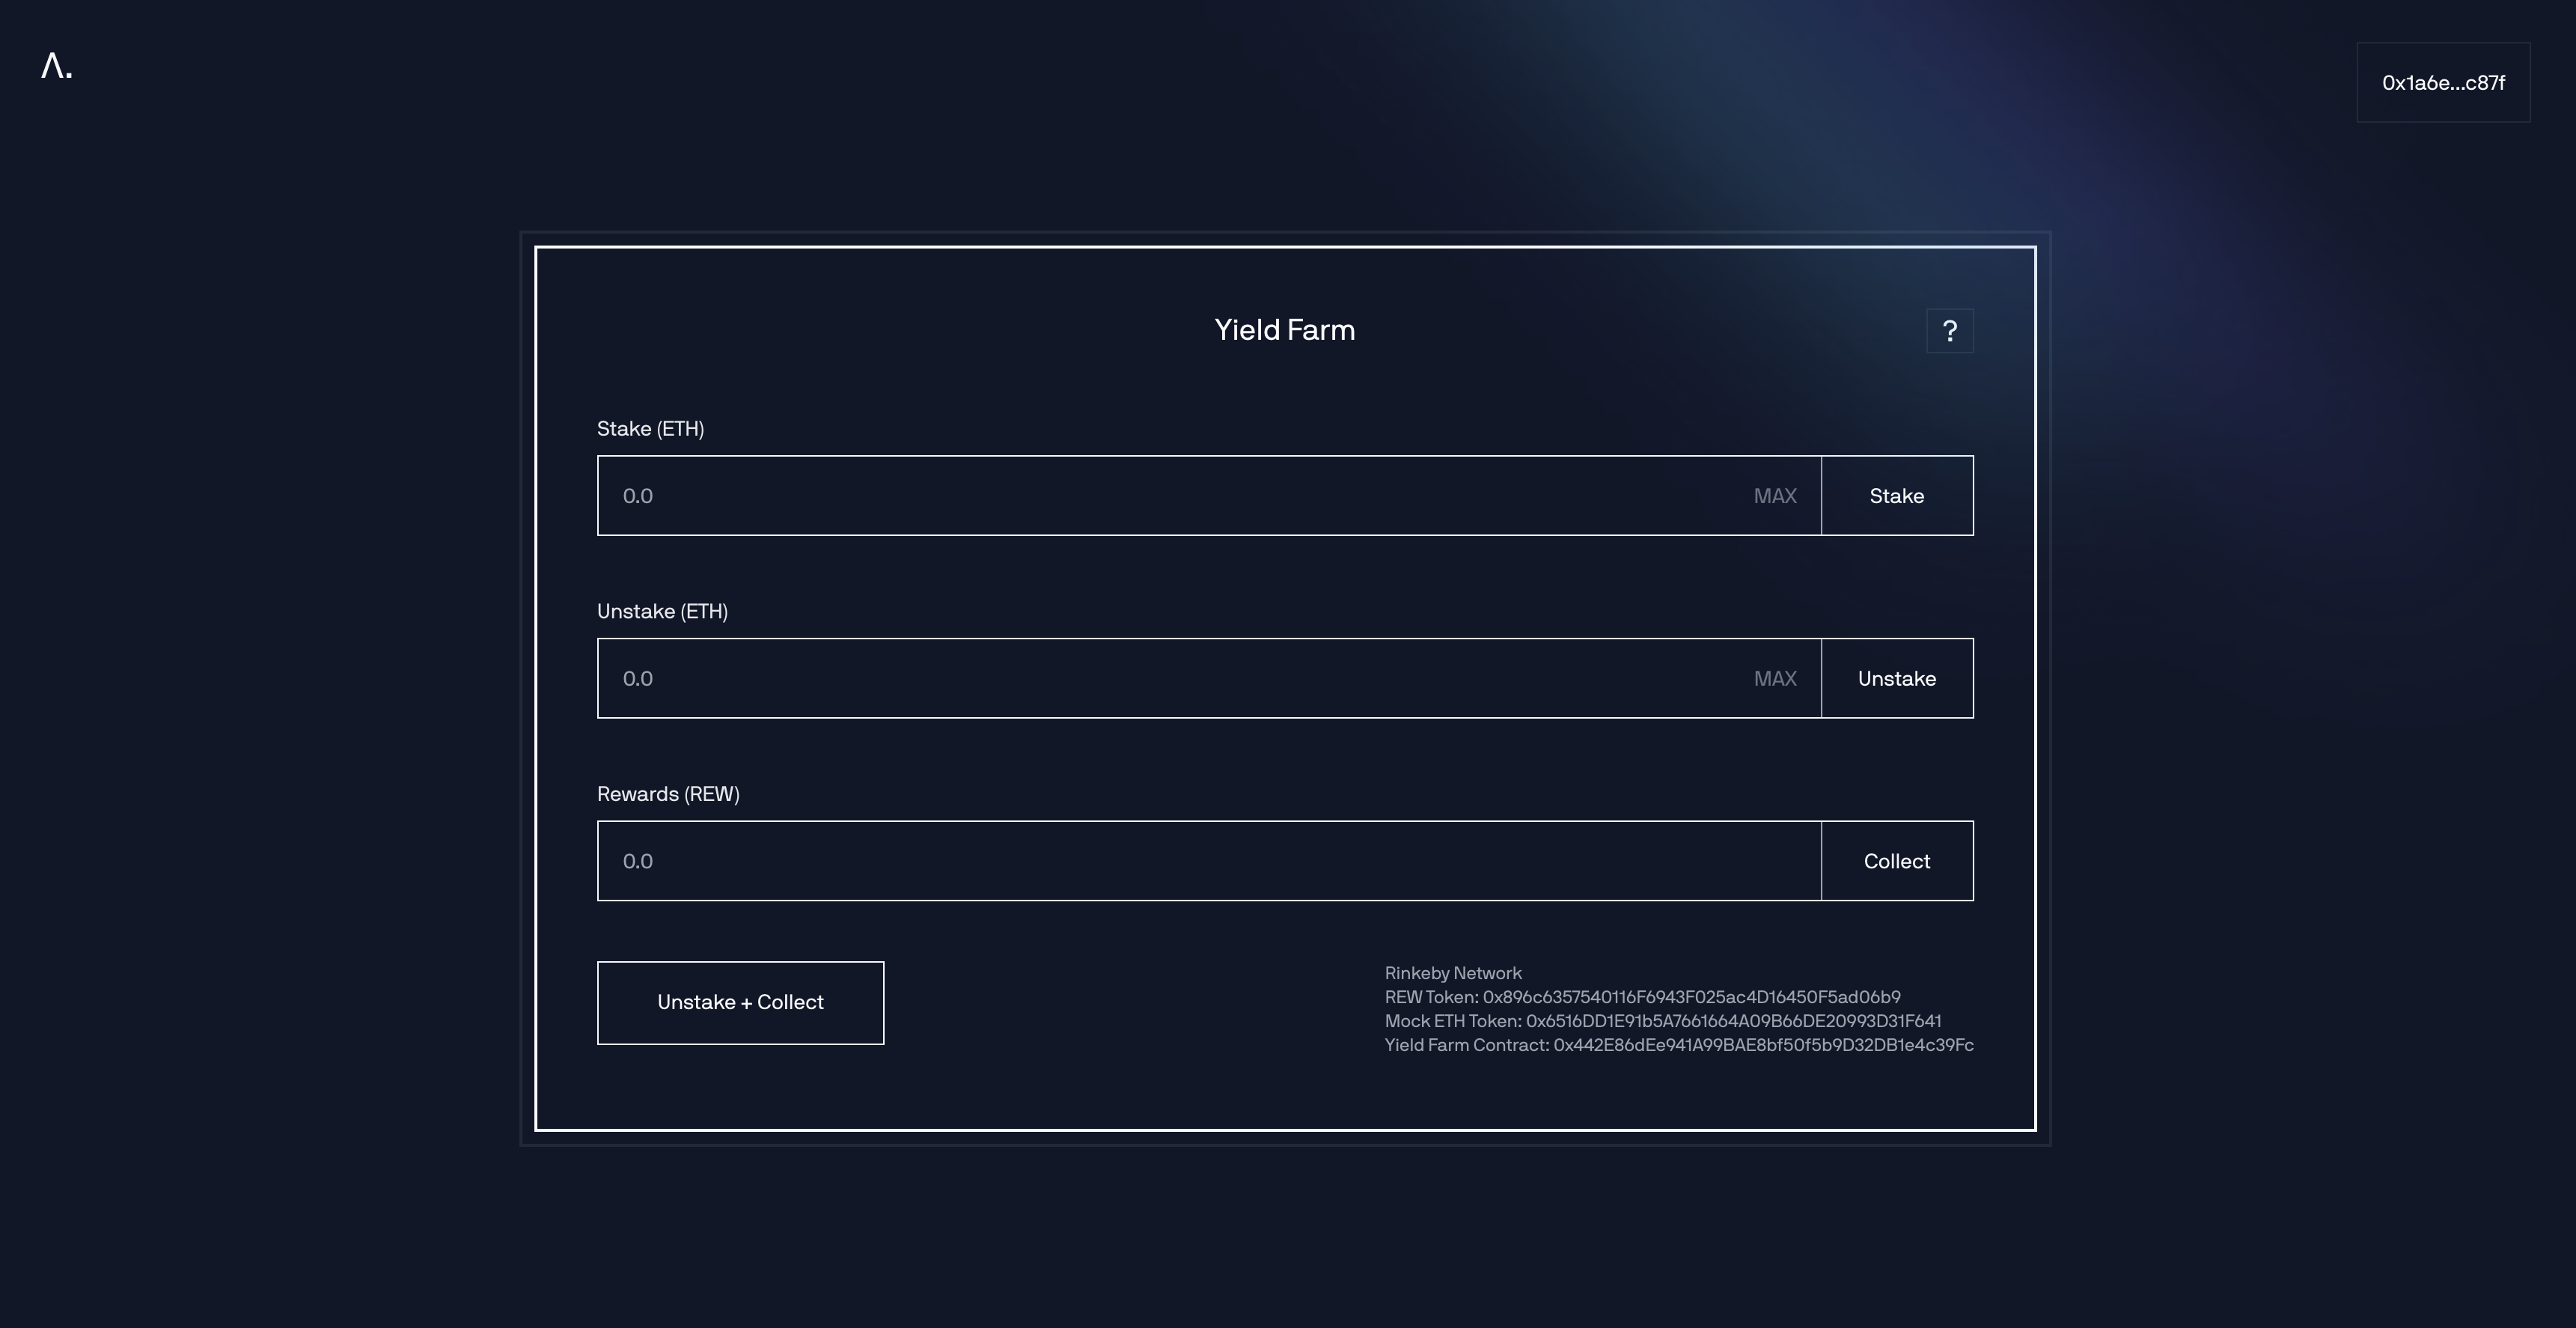 Λ.
0x1a6e...c87f
Yield Farm
?
Stake (ETH)
0.0 MAX Stake
Unstake (ETH)
0.0 MAX Unstake
Rewards (REW)
0.0 Collect
Unstake + Collect
Rinkeby Network
REW Token: 0x896c6357540116F6943F025ac4D16450F5ad06b9
Mock ETH Token: 0x6516DD1E91b5A7661664A09B66DE20993D31F641
Yield Farm Contract: 0x442E86dEe941A99BAE8bf50f5b9D32DB1e4c39Fc